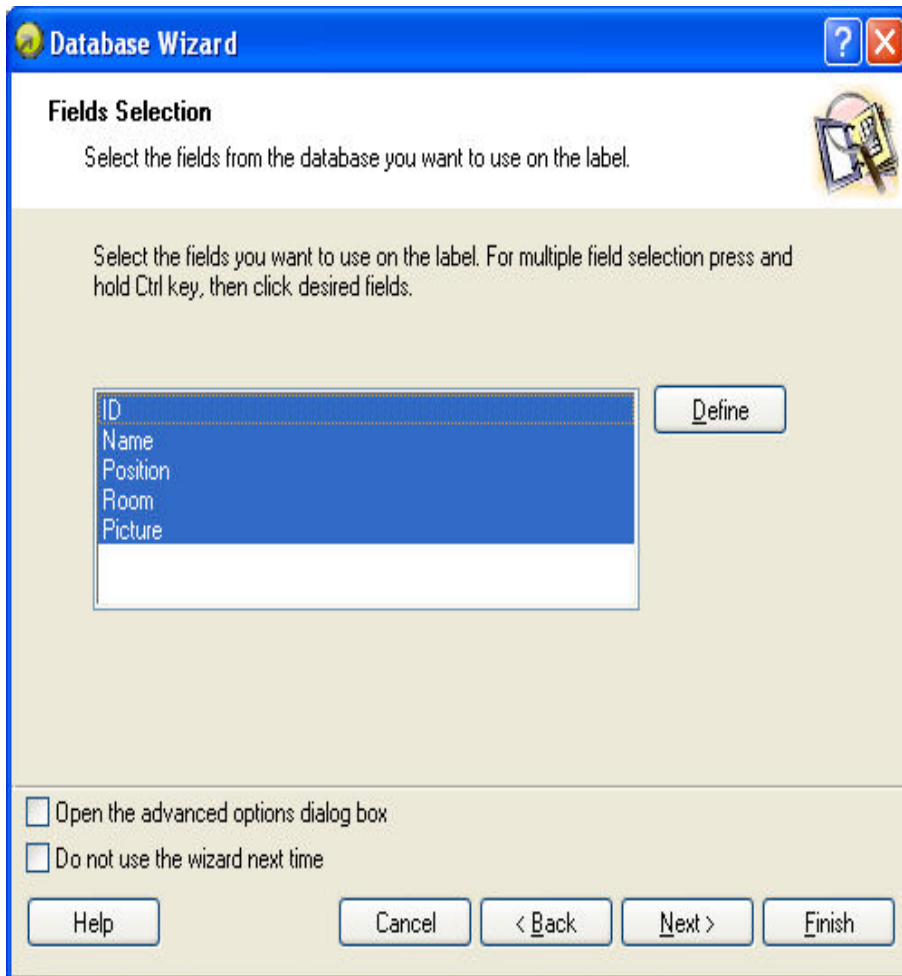 Database Wizard
?
X
Fields Selection
Select the fields from the database you want to use on the label.
Select the fields you want to use on the label. For multiple field selection press and
hold Ctrl key, then click desired fields.
ID
Name
Position
Room
Picture
Define
Open the advanced options dialog box
Do not use the wizard next time
Help
Cancel
< Back
Next >
Finish